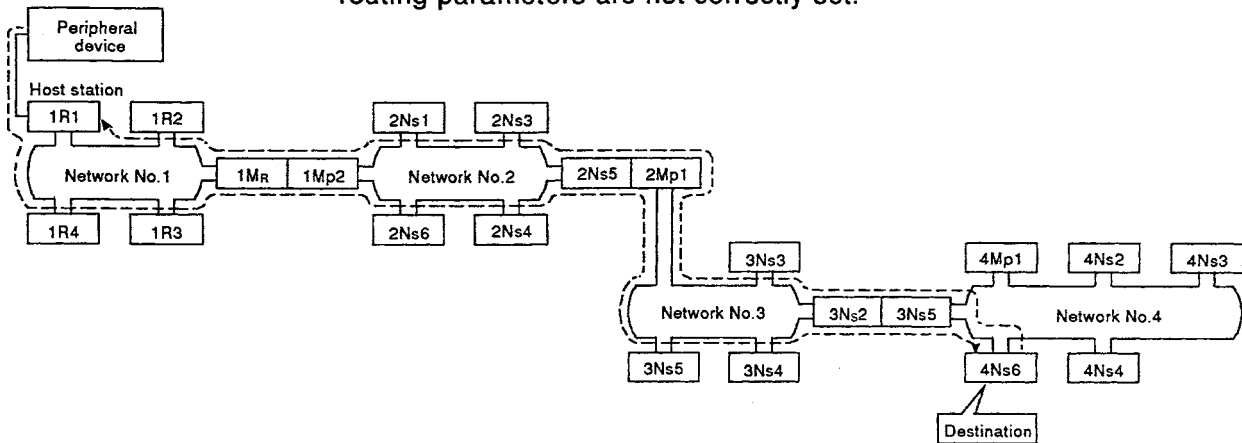 routing parameters are not correctly set.
Peripheral
device
Host station
1R1
1R2
2Ns1
2Ns3
Network No.1
1MR
1Mp2
Network No.2
2Ns5
2Mp1
1R4
1R3
2Ns6
2Ns4
3Ns3
4Mp1
4Ns2
4Ns3
Network No.3
3Ns2
3Ns5
Network No.4
3Ns5
3Ns4
4Ns6
4Ns4
Destination